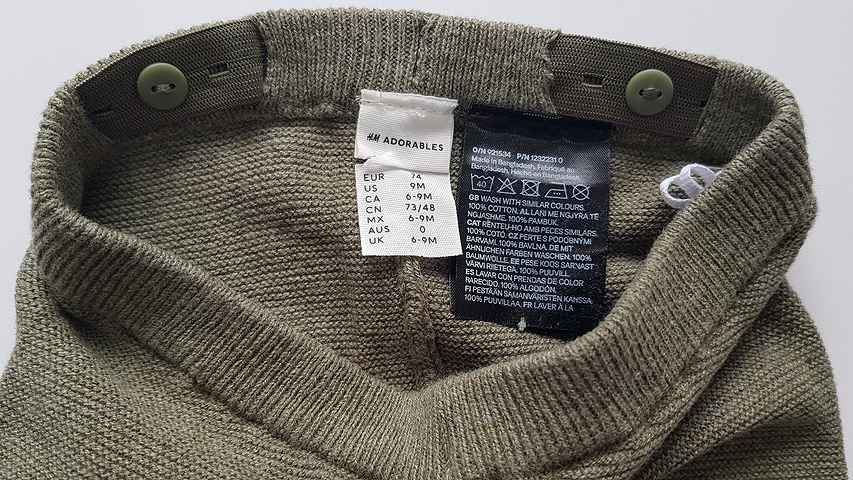 H&M ADORABLES
EUR 74
US 9M
CA 6-9M
CN 73/48
MX 6-9M
AUS 0
UK 6-9M
O/N 921534 P/N 1232231 0
Made in Bangladesh. Fabriqué au
Bangladesh. Hecho en Bangladesh.
40
GB WASH WITH SIMILAR COLOURS.
100% COTTON. AL LANI ME NGJYRA TË
NGJASHME. 100% PAMBUK.
CAT RENTEU-HO AMB PECES SIMILARS.
100% COTÓ. CZ PERTE S PODOBNÝMI
BARVAMI. 100% BAVLNA. DE MIT
ÄHNLICHEN FARBEN WASCHEN. 100%
BAUMWOLLE. EE PESE KOOS SARNAST
VÄRVI RIIETEGA. 100% PUUVILL.
ES LAVAR CON PRENDAS DE COLOR
PARECIDO. 100% ALGODÓN.
FI PESTÄÄN SAMANVÄRISTEN KANSSA.
100% PUUVILLAA. FR LAVER À LA